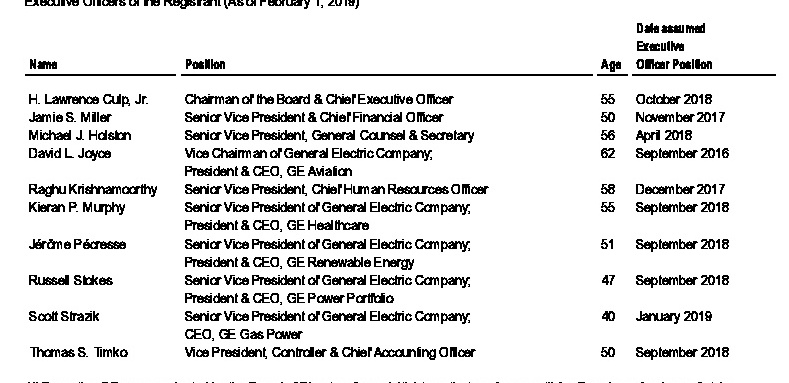 Executive Officers of the Registrant (As of February 1, 2019)
Date assumed
Executive
Name Position Age Officer Position
H. Lawrence Culp, Jr. Chairman of the Board & Chief Executive Officer 55 October 2018
Jamie S. Miller Senior Vice President & Chief Financial Officer 50 November 2017
Michael J. Holston Senior Vice President, General Counsel & Secretary 56 April 2018
David L. Joyce Vice Chairman of General Electric Company; 62 September 2016
President & CEO, GE Aviation
Raghu Krishnamoorthy Senior Vice President, Chief Human Resources Officer 58 December 2017
Kieran P. Murphy Senior Vice President of General Electric Company; 55 September 2018
President & CEO, GE Healthcare
Jérôme Pécresse Senior Vice President of General Electric Company; 51 September 2018
President & CEO, GE Renewable Energy
Russell Stokes Senior Vice President of General Electric Company; 47 September 2018
President & CEO, GE Power Portfolio
Scott Strazik Senior Vice President of General Electric Company; 40 January 2019
CEO, GE Gas Power
Thomas S. Timko Vice President, Controller & Chief Accounting Officer 50 September 2018